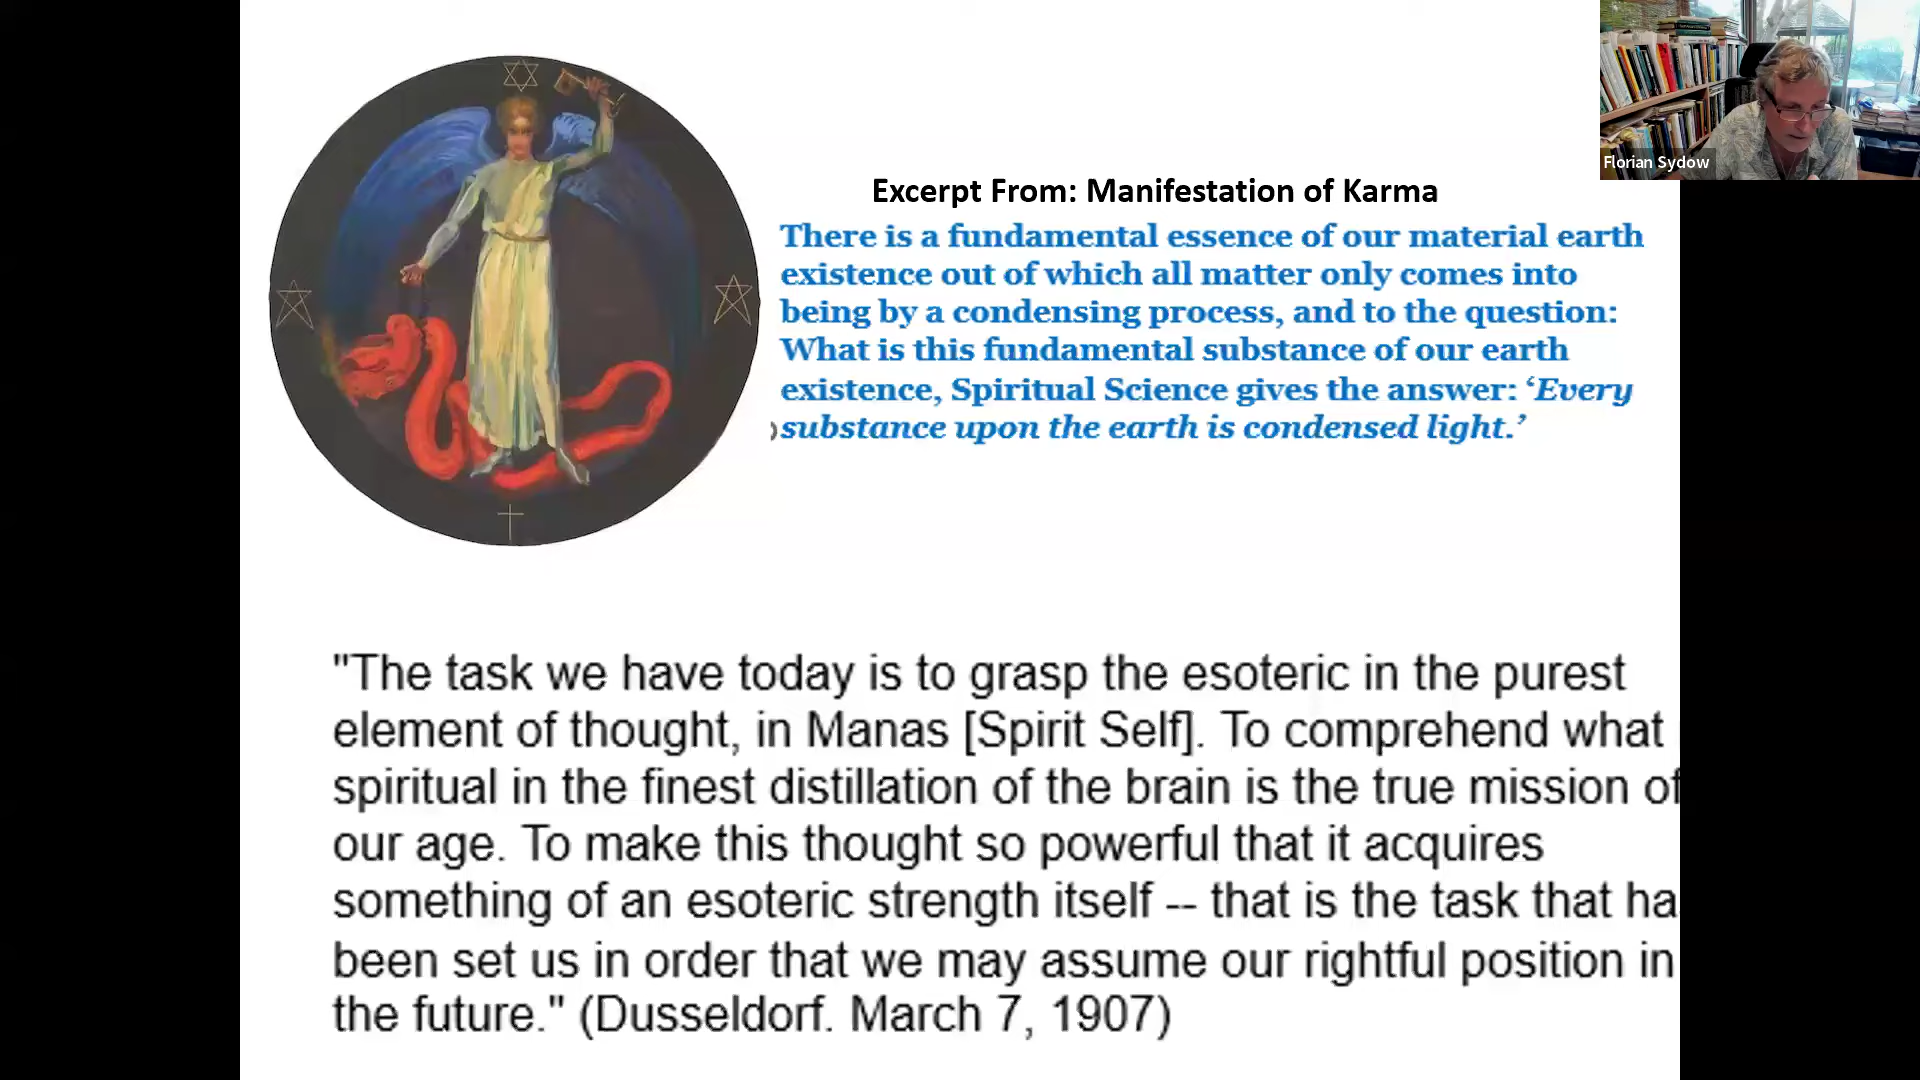 Florian Sydow
Excerpt From: Manifestation of Karma
There is a fundamental essence of our material earth
existence out of which all matter only comes into
being by a condensing process, and to the question:
What is this fundamental substance of our earth
existence, Spiritual Science gives the answer: ‘Every
substance upon the earth is condensed light.’
"The task we have today is to grasp the esoteric in the purest
element of thought, in Manas [Spirit Self]. To comprehend what
spiritual in the finest distillation of the brain is the true mission of
our age. To make this thought so powerful that it acquires
something of an esoteric strength itself -- that is the task that ha
been set us in order that we may assume our rightful position in
the future." (Dusseldorf. March 7, 1907)